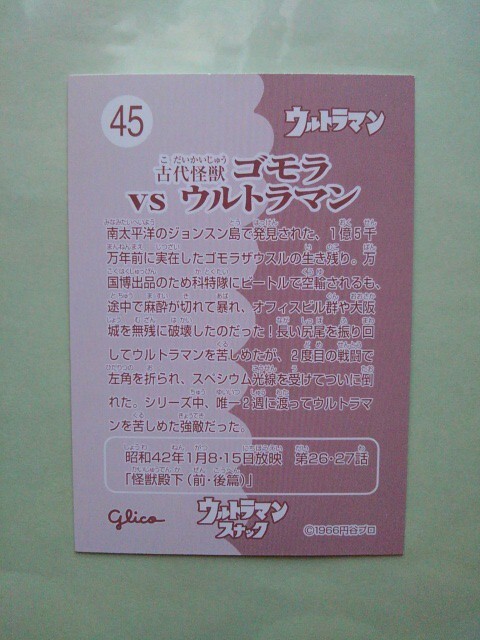 45
ウルトラマン
こだいかいじゅう
古代怪獣 ゴモラ
vs ウルトラマン
南太平洋のジョンスン島で発見された、1億5千
万年前に実在したゴモラザウルスの生き残り。万
国博出品のため科特隊にビートルで空輸されるも、
途中で麻酔が切れて暴れ、オフィスビル群や大阪
城を無残に破壊したのだった!長い尻尾を振り回
してウルトラマンを苦しめたが、2度目の戦闘で
左角を折られ、スペシウム光線を受けてついに倒
れた。シリーズ中、唯一2週に渡ってウルトラマ
ンを苦しめた強敵だった。
昭和42年1月8・15日放映 第26・27話
「怪獣殿下(前・後篇)」
glico
ウルトラマン
スナック
©1966円谷プロ